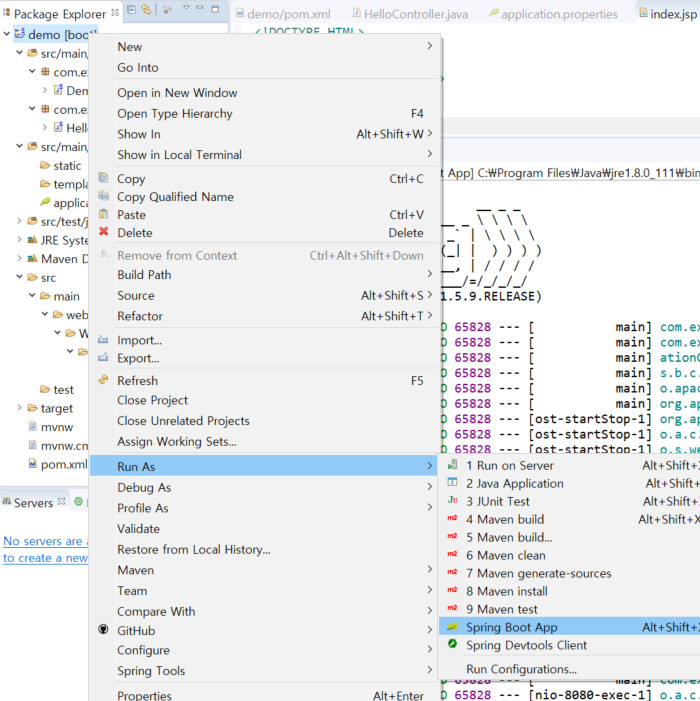 Package Explorer
demo/pom.xml
HelloController.java
application.properties
index.jsp
demo [boot]
src/main/
com.ex
Dem
com.ex
Hello
src/main/
static
templa
applica
src/test/j
JRE Syste
Maven D
src
main
web
W
test
target
mvnw
mvnw.cm
pom.xml
Servers
No servers are a
to create a new
New
Go Into
Open in New Window
Open Type Hierarchy F4
Show In Alt+Shift+W
Show in Local Terminal
Copy Ctrl+C
Copy Qualified Name
Paste Ctrl+V
Delete Delete
Remove from Context Ctrl+Alt+Shift+Down
Build Path
Source Alt+Shift+S
Refactor Alt+Shift+T
Import...
Export...
Refresh F5
Close Project
Close Unrelated Projects
Assign Working Sets...
Run As
Debug As
Profile As
Validate
Restore from Local History...
Maven
Team
Compare With
GitHub
Configure
Spring Tools
Properties Alt+Enter
<!DOCTYPE HTML>
t App] C:₩Program Files₩Java₩jre1.8.0_111₩bin
1.5.9.RELEASE)
0 65828 --- [ main] com.ex
0 65828 --- [ main] com.ex
0 65828 --- [ main] ationC
0 65828 --- [ main] s.b.c.
0 65828 --- [ main] o.apac
0 65828 --- [ main] org.ap
0 65828 --- [ost-startStop-1] org.ap
0 65828 --- [ost-startStop-1] o.a.c.
0 65828 --- [ost-startStop-1] o.s.we
1 Run on Server Alt+Shift+
2 Java Application Alt+Shift+
3 JUnit Test Alt+Shift+
4 Maven build Alt+Shift+X
5 Maven build...
6 Maven clean
7 Maven generate-sources
8 Maven install
9 Maven test
Spring Boot App Alt+Shift+
Spring Devtools Client
Run Configurations...
main] com.ex
0 65828 --- [nio-8080-exec-1] o.a.c.